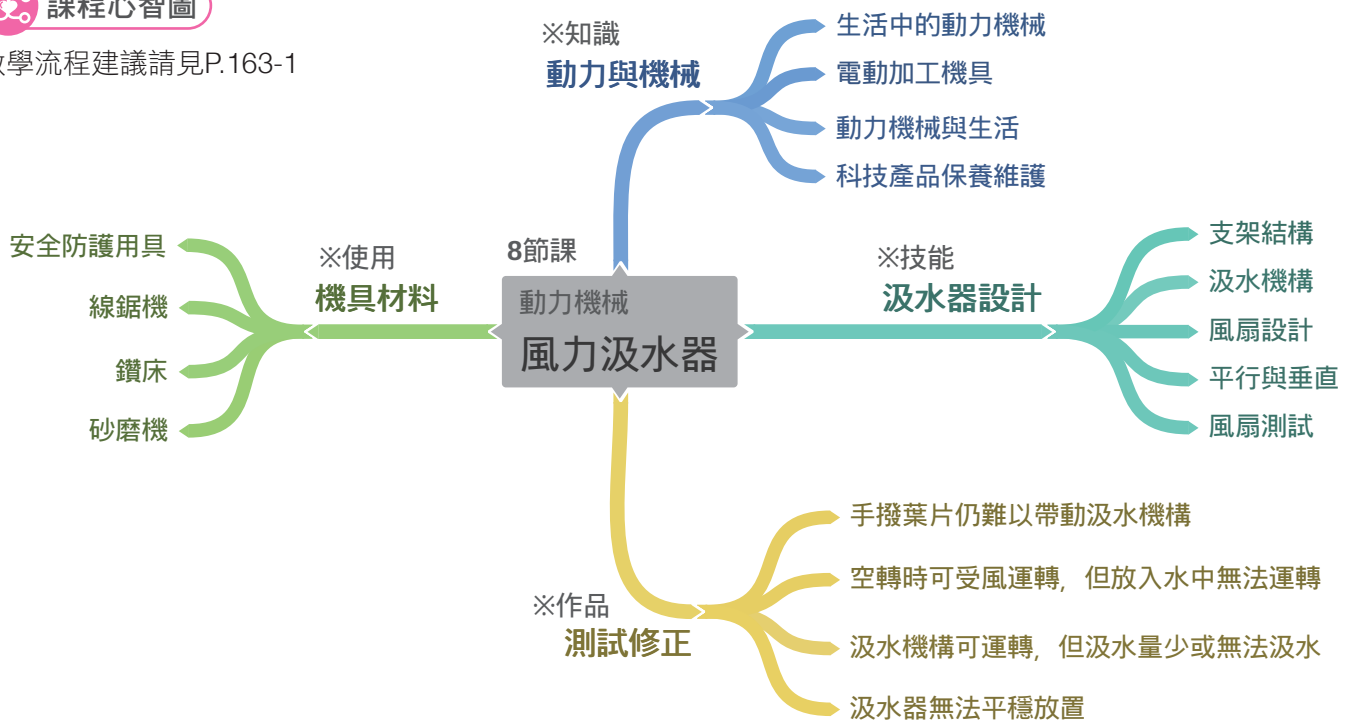 課程心智圖
教學流程建議請見P.163-1
※知識
動力與機械
生活中的動力機械
電動加工機具
動力機械與生活
科技產品保養維護
※使用
機具材料
安全防護用具
線鋸機
鑽床
砂磨機
8節課
動力機械
風力汲水器
※技能
汲水器設計
支架結構
汲水機構
風扇設計
平行與垂直
風扇測試
※作品
測試修正
手撥葉片仍難以帶動汲水機構
空轉時可受風運轉，但放入水中無法運轉
汲水機構可運轉，但汲水量少或無法汲水
汲水器無法平穩放置